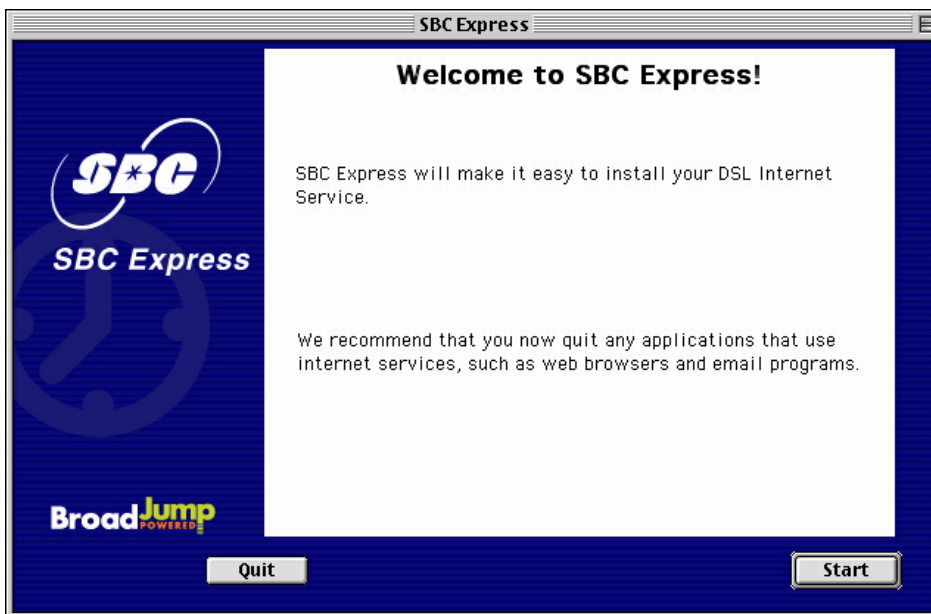 SBC Express
Welcome to SBC Express!
SBC
SBC Express
SBC Express will make it easy to install your DSL Internet
Service.
We recommend that you now quit any applications that use
internet services, such as web browsers and email programs.
BroadJump
POWERED
Quit
Start